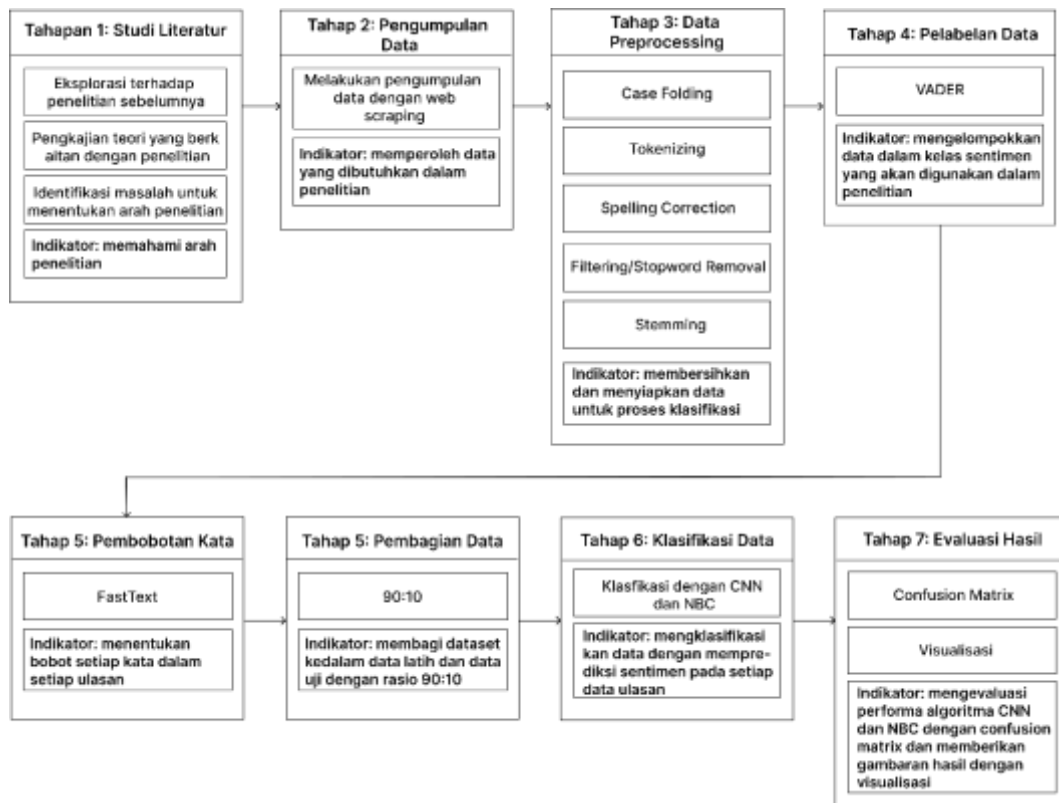 Tahapan 1: Studi Literatur
Eksplorasi terhadap
penelitian sebelumnya
Pengkajian teori yang berk
aitan dengan penelitian
Identifikasi masalah untuk
menentukan arah penelitian
Indikator: memahami arah
penelitian
Tahap 2: Pengumpulan
Data
Melakukan pengumpulan
data dengan web
scraping
Indikator: memperoleh data
yang dibutuhkan dalam
penelitian
Tahap 3: Data
Preprocessing
Case Folding
Tokenizing
Spelling Correction
Filtering/Stopword Removal
Stemming
Indikator: membersihkan
dan menyiapkan data
untuk proses klasifikasi
Tahap 4: Pelabelan Data
VADER
Indikator: mengelompokkan
data dalam kelas sentimen
yang akan digunakan dalam
penelitian
Tahap 5: Pembobotan Kata
FastText
Indikator: menentukan
bobot setiap kata dalam
setiap ulasan
Tahap 5: Pembagian Data
90:10
Indikator: membagi dataset
kedalam data latih dan data
uji dengan rasio 90:10
Tahap 6: Klasifikasi Data
Klasfikasi dengan CNN
dan NBC
Indikator: mengklasifikasi
kan data dengan mempre-
diksi sentimen pada setiap
data ulasan
Tahap 7: Evaluasi Hasil
Confusion Matrix
Visualisasi
Indikator: mengevaluasi
performa algoritma CNN
dan NBC dengan confusion
matrix dan memberikan
gambaran hasil dengan
visualisasi